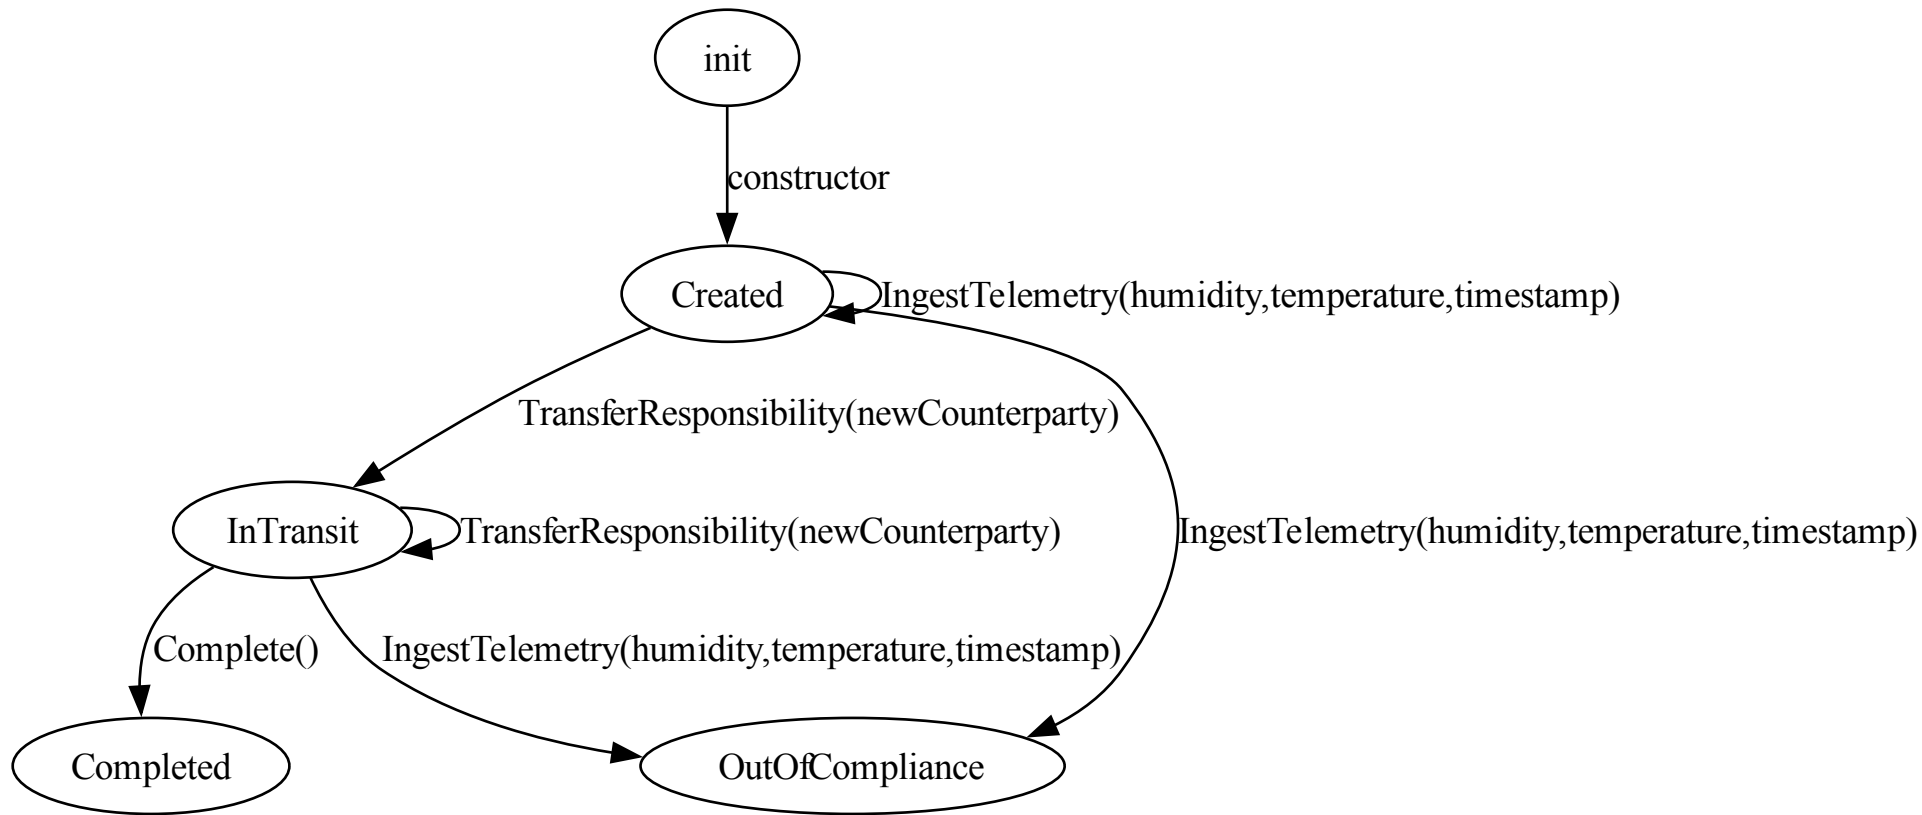 init
constructor
Created
IngestTelemetry(humidity,temperature,timestamp)
TransferResponsibility(newCounterparty)
InTransit
TransferResponsibility(newCounterparty)
IngestTelemetry(humidity,temperature,timestamp)
Complete()
IngestTelemetry(humidity,temperature,timestamp)
Completed
OutOfCompliance